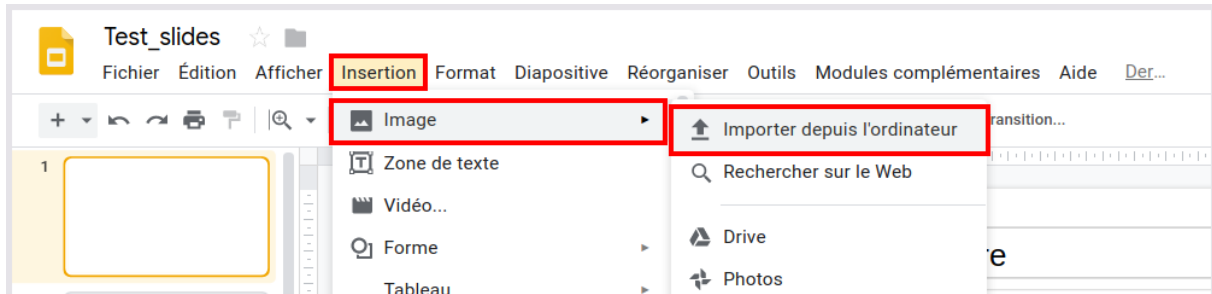 Test_slides
Fichier Édition Afficher Insertion Format Diapositive Réorganiser Outils Modules complémentaires Aide Der...
Image
Importer depuis l'ordinateur
ransition...
1
Zone de texte
Rechercher sur le Web
Vidéo...
Forme
Drive
re
Tableau
Photos